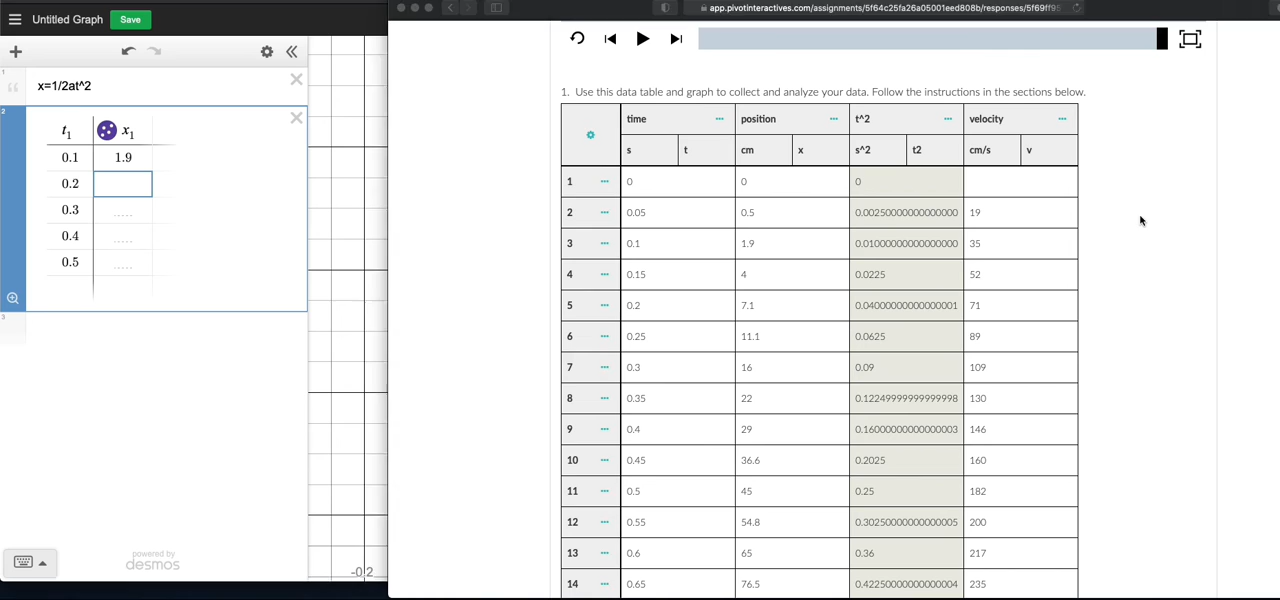 Untitled Graph
Save
app.pivotinteractives.com/assignments/5f64c25fa26a05001eed808b/responses/5f69ff95
1
x=1/2at^2
2
t1 x1
0.1 1.9
0.2
0.3 .....
0.4 .....
0.5 .....
3
powered by
desmos
-0.2
1. Use this data table and graph to collect and analyze your data. Follow the instructions in the sections below.
time ... position ... t^2 ... velocity ...
s t cm x s^2 t2 cm/s v
1 ... 0 0 0
2 ... 0.05 0.5 0.00250000000000000 19
3 ... 0.1 1.9 0.01000000000000000 35
4 ... 0.15 4 0.0225 52
5 ... 0.2 7.1 0.04000000000000001 71
6 ... 0.25 11.1 0.0625 89
7 ... 0.3 16 0.09 109
8 ... 0.35 22 0.12249999999999998 130
9 ... 0.4 29 0.16000000000000003 146
10 ... 0.45 36.6 0.2025 160
11 ... 0.5 45 0.25 182
12 ... 0.55 54.8 0.30250000000000005 200
13 ... 0.6 65 0.36 217
14 ... 0.65 76.5 0.42250000000000004 235